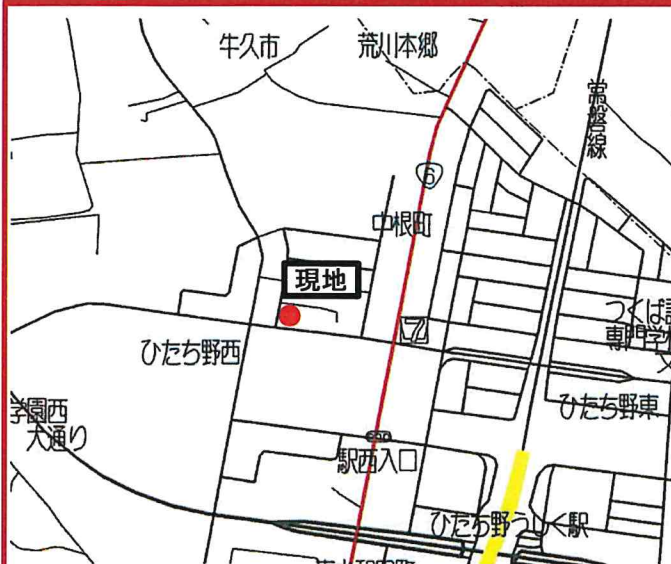 牛久市
荒川本郷
常磐線
6
中根町
現地
7
つくば
専門学
ひたち野西
ひたち野東
学園西
大通り
駅西入口
ひたち野うしく駅